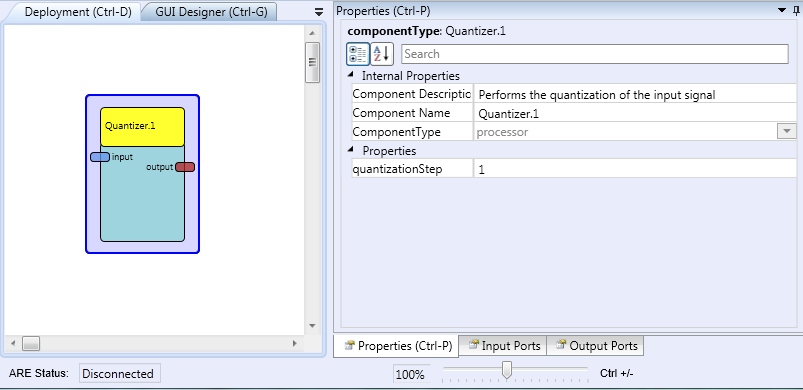 Deployment (Ctrl-D)
GUI Designer (Ctrl-G)
Quantizer.1
input
output
Properties (Ctrl-P)
componentType: Quantizer.1
A Z
Search
Internal Properties
Component Descriptic Performs the quantization of the input signal
Component Name Quantizer.1
ComponentType processor
Properties
quantizationStep 1
Properties (Ctrl-P)
Input Ports
Output Ports
ARE Status: Disconnected
100%
Ctrl +/-